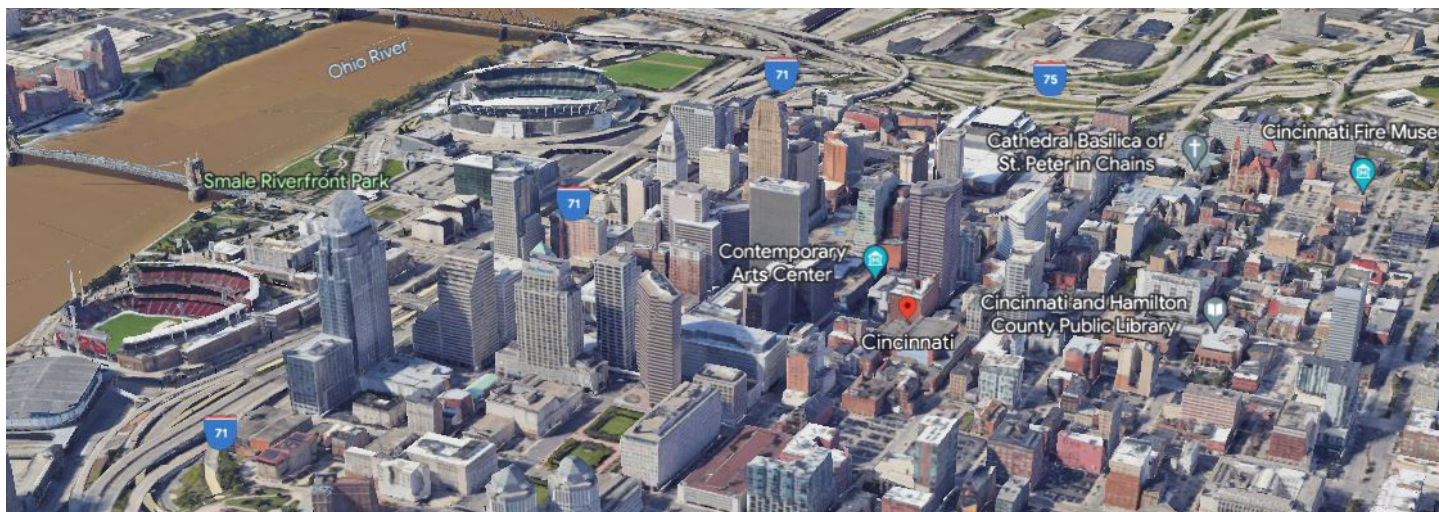 Ohio River
71
75
Cathedral Basilica of
St. Peter in Chains
Cincinnati Fire Museu
Smale Riverfront Park
71
Contemporary
Arts Center
Cincinnati and Hamilton
County Public Library
Cincinnati
71